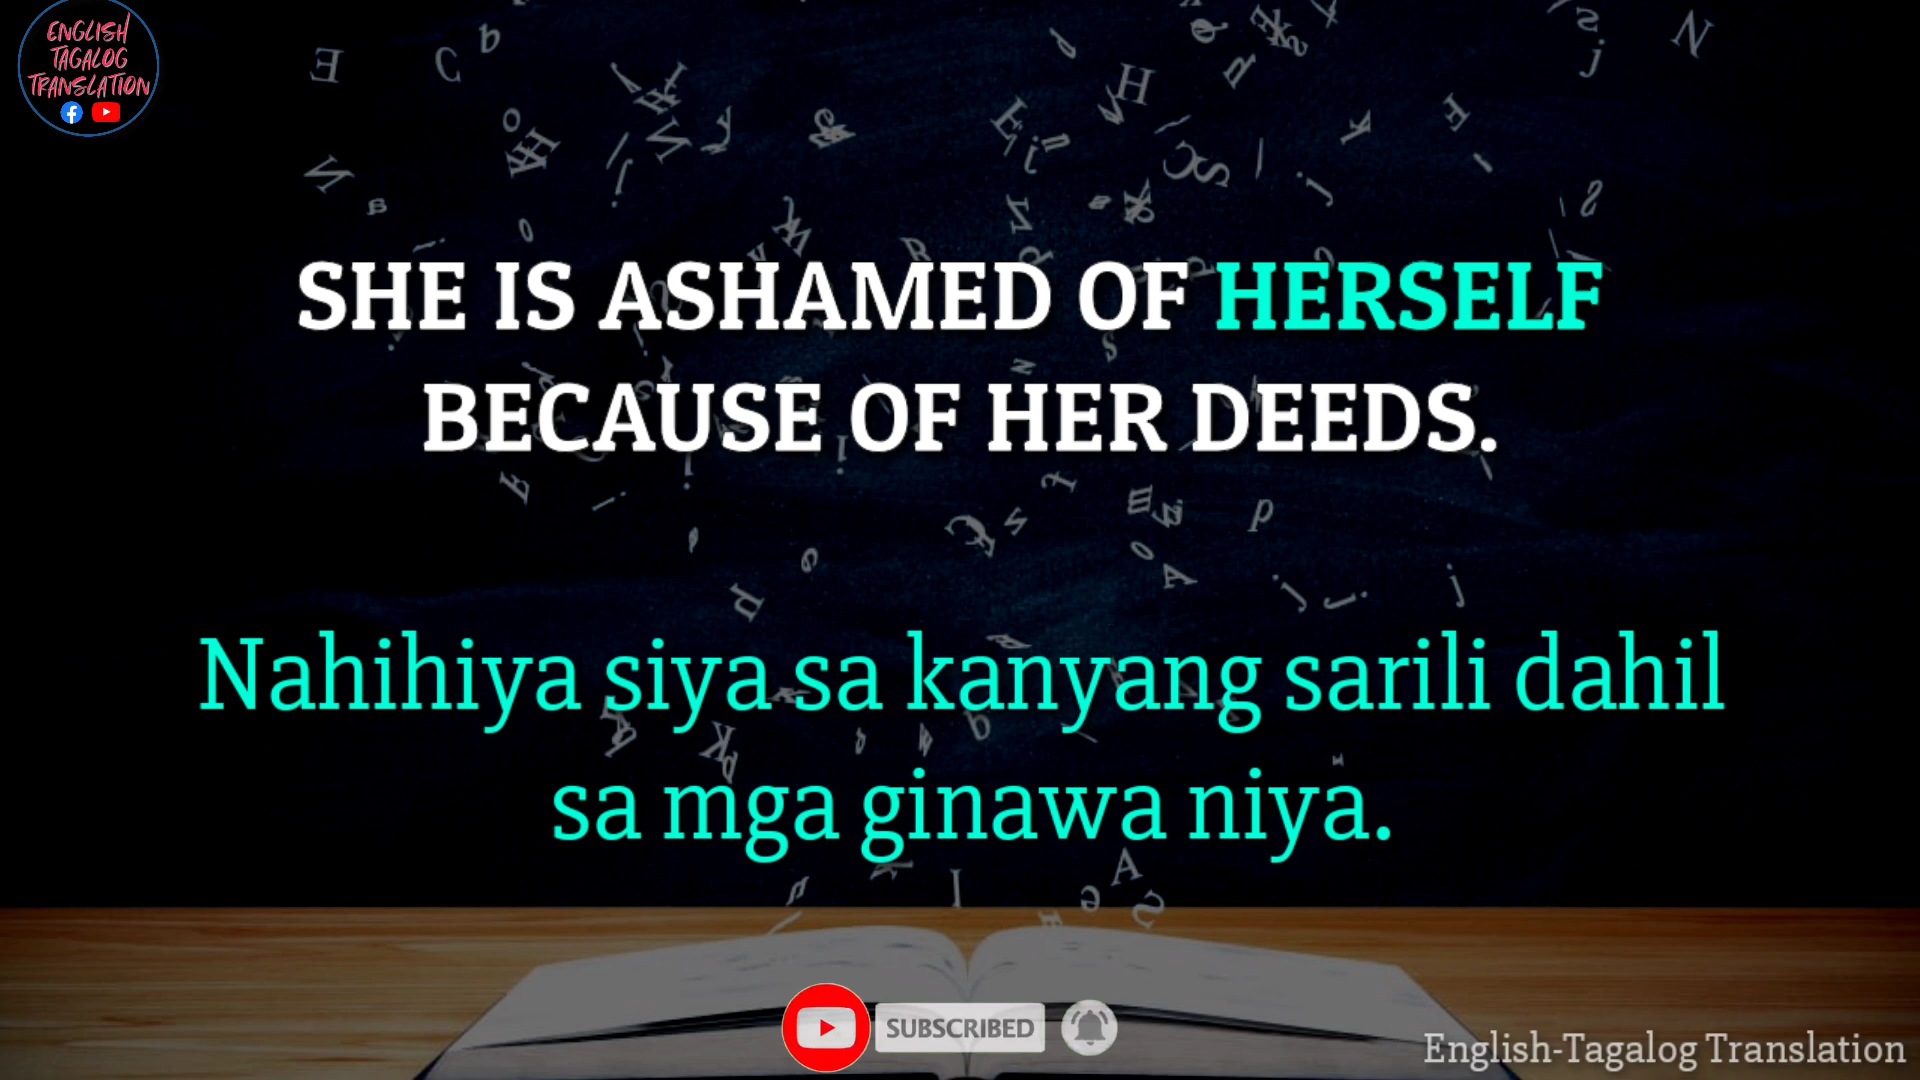 ENGLISH
TAGALOG
TRANSLATION
SHE IS ASHAMED OF HERSELF
BECAUSE OF HER DEEDS.
Nahihiya siya sa kanyang sarili dahil
sa mga ginawa niya.
SUBSCRIBED
English-Tagalog Translation